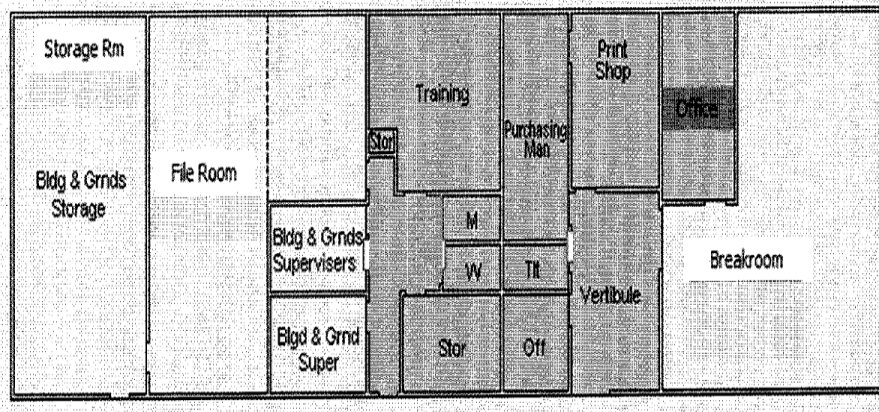 Storage Rm
Bldg & Grnds
Storage
File Room
Training
Stor
Purchasing
Man
Print
Shop
Office
Bldg & Grnds
Supervisers
M
W
Tlt
Vertibule
Breakroom
Blgd & Grnd
Super
Stor
Off